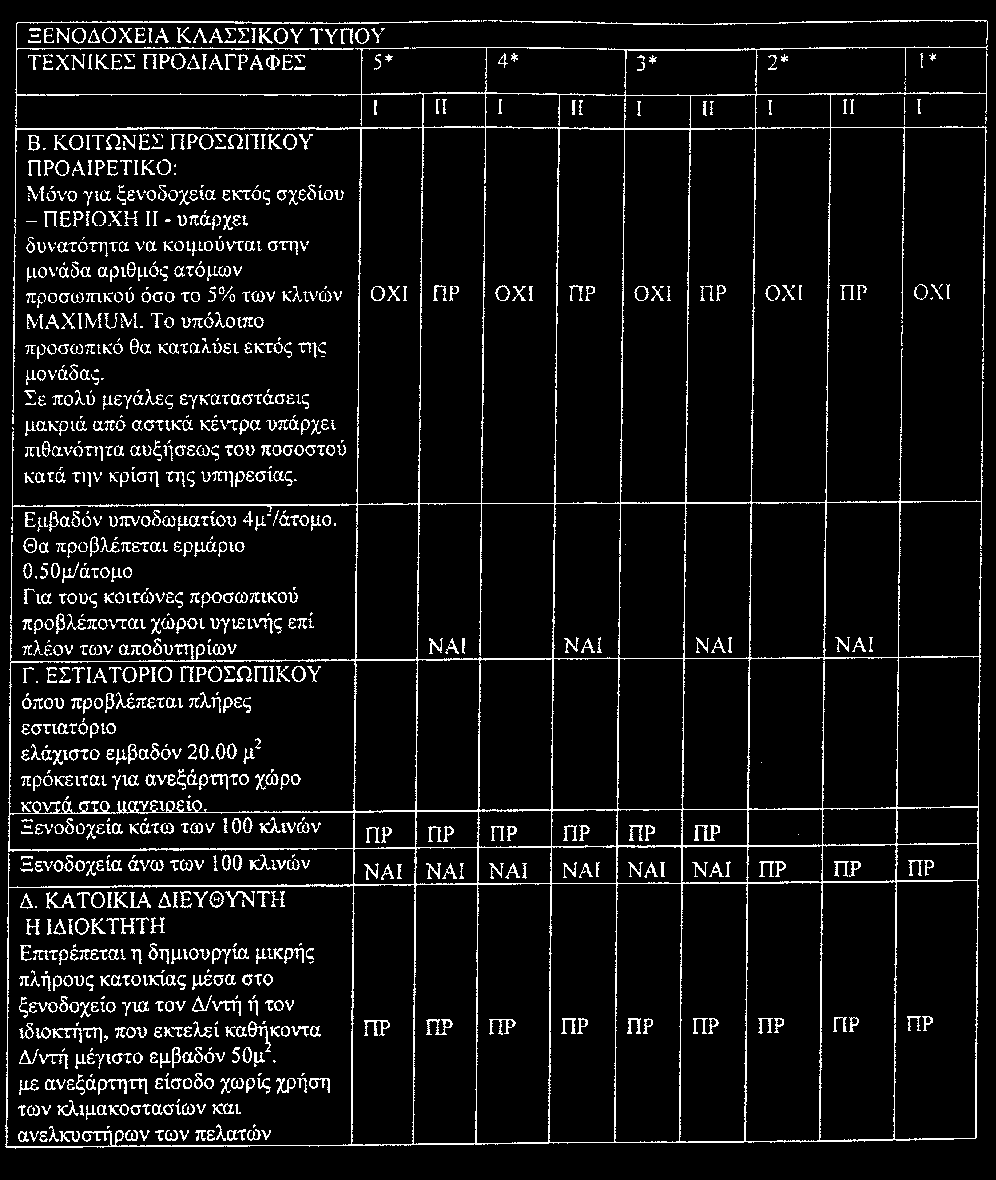 ΞΕΝΟΔΟΧΕΙΑ ΚΛΑΣΣΙΚΟΥ ΤΥΠΟΥ
ΤΕΧΝΙΚΕΣ ΠΡΟΔΙΑΓΡΑΦΕΣ 5* 4* 3* 2* 1*
Ι ΙΙ Ι ΙΙ Ι ΙΙ Ι ΙΙ Ι
Β. ΚΟΙΤΩΝΕΣ ΠΡΟΣΩΠΙΚΟΥ
ΠΡΟΑΙΡΕΤΙΚΟ:
Μόνο για ξενοδοχεία εκτός σχεδίου
– ΠΕΡΙΟΧΗ ΙΙ - υπάρχει
δυνατότητα να κοιμούνται στην
μονάδα αριθμός ατόμων
προσωπικού όσο το 5% των κλινών ΟΧΙ ΠΡ ΟΧΙ ΠΡ ΟΧΙ ΠΡ ΟΧΙ ΠΡ ΟΧΙ
MAXIMUM. Το υπόλοιπο
προσωπικό θα καταλύει εκτός της
μονάδας.
Σε πολύ μεγάλες εγκαταστάσεις
μακριά από αστικά κέντρα υπάρχει
πιθανότητα αυξήσεως του ποσοστού
κατά την κρίση της υπηρεσίας.
Εμβαδόν υπνοδωματίου 4μ²/άτομο.
Θα προβλέπεται ερμάριο
0.50μ/άτομο
Για τους κοιτώνες προσωπικού
προβλέπονται χώροι υγιεινής επί
πλέον των αποδυτηρίων ΝΑΙ ΝΑΙ ΝΑΙ ΝΑΙ
Γ. ΕΣΤΙΑΤΟΡΙΟ ΠΡΟΣΩΠΙΚΟΥ
όπου προβλέπεται πλήρες
εστιατόριο
ελάχιστο εμβαδόν 20.00 μ²
πρόκειται για ανεξάρτητο χώρο
κοντά στο μαγειρείο.
Ξενοδοχεία κάτω των 100 κλινών ΠΡ ΠΡ ΠΡ ΠΡ ΠΡ ΠΡ
Ξενοδοχεία άνω των 100 κλινών ΝΑΙ ΝΑΙ ΝΑΙ ΝΑΙ ΝΑΙ ΝΑΙ ΠΡ ΠΡ ΠΡ
Δ. ΚΑΤΟΙΚΙΑ ΔΙΕΥΘΥΝΤΗ
Η ΙΔΙΟΚΤΗΤΗ
Επιτρέπεται η δημιουργία μικρής
πλήρους κατοικίας μέσα στο
ξενοδοχείο για τον Δ/ντή ή τον
ιδιοκτήτη, που εκτελεί καθήκοντα ΠΡ ΠΡ ΠΡ ΠΡ ΠΡ ΠΡ ΠΡ ΠΡ ΠΡ
Δ/ντή μέγιστο εμβαδόν 50μ².
με ανεξάρτητη είσοδο χωρίς χρήση
των κλιμακοστασίων και
ανελκυστήρων των πελατών